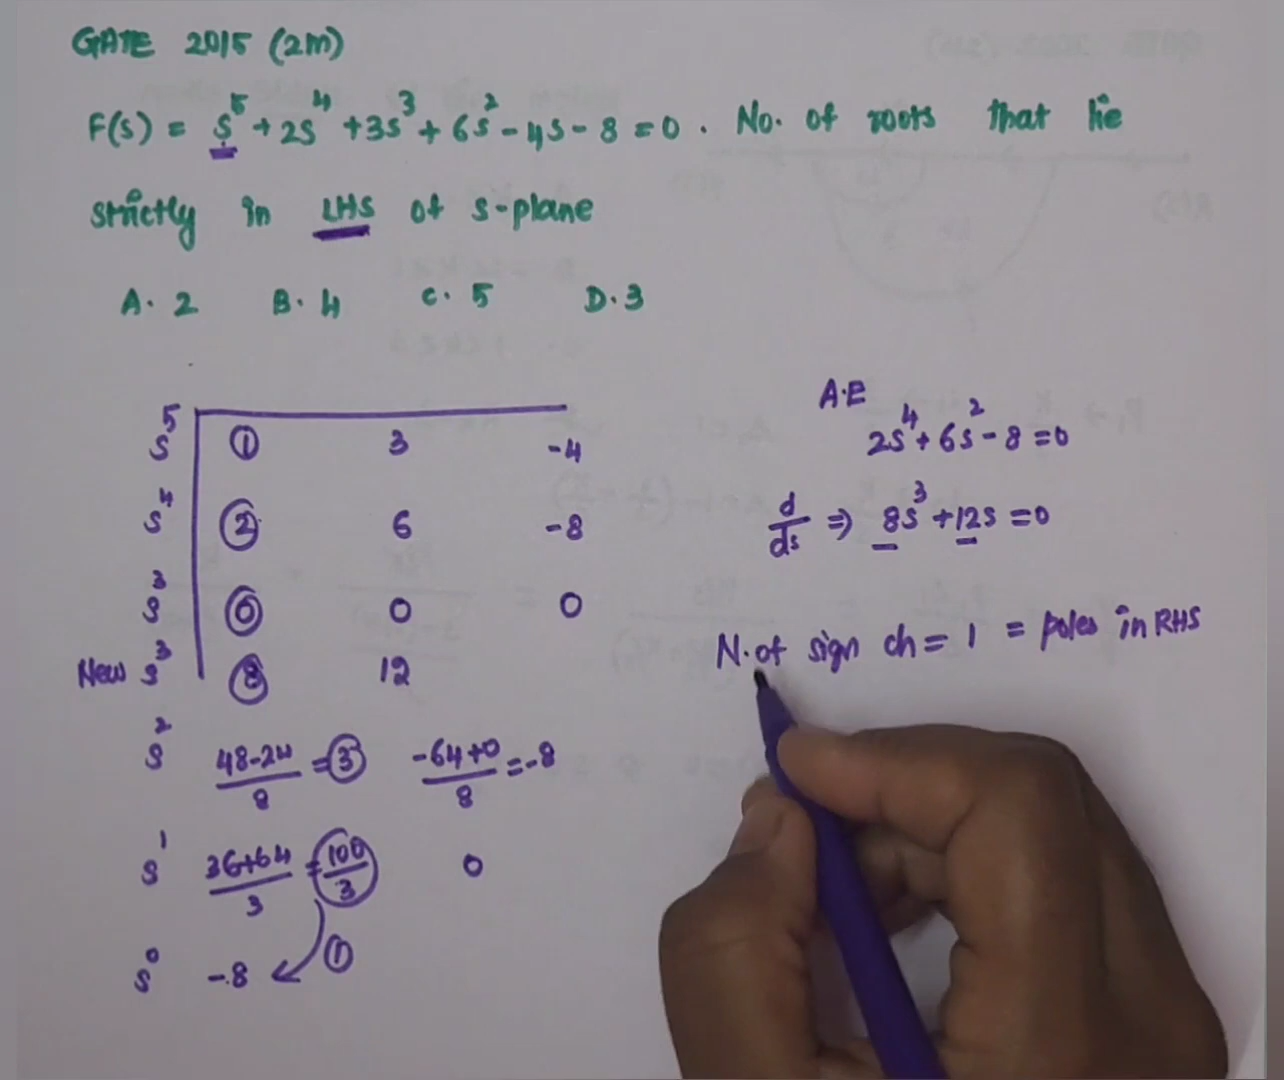 GATE 2015 (2M)
F(s) = s⁵ + 2s⁴ + 3s³ + 6s² - 4s - 8 = 0 . No. of roots that lie
strictly in LHS of s-plane
A. 2 B. 4 C. 5 D. 3
A.E
2s⁴ + 6s² - 8 = 0
d/ds ⇒ 8s³ + 12s = 0
N. of sign ch = 1 = poles in RHS
s⁵ 1 3 -4
s⁴ 2 6 -8
s³ 0 0 0
New s³ 8 12
s² 48-24/8 = 3 -64+0/8 = -8
s¹ 36+64/3 = 100/3 0
s⁰ -8 ← 1